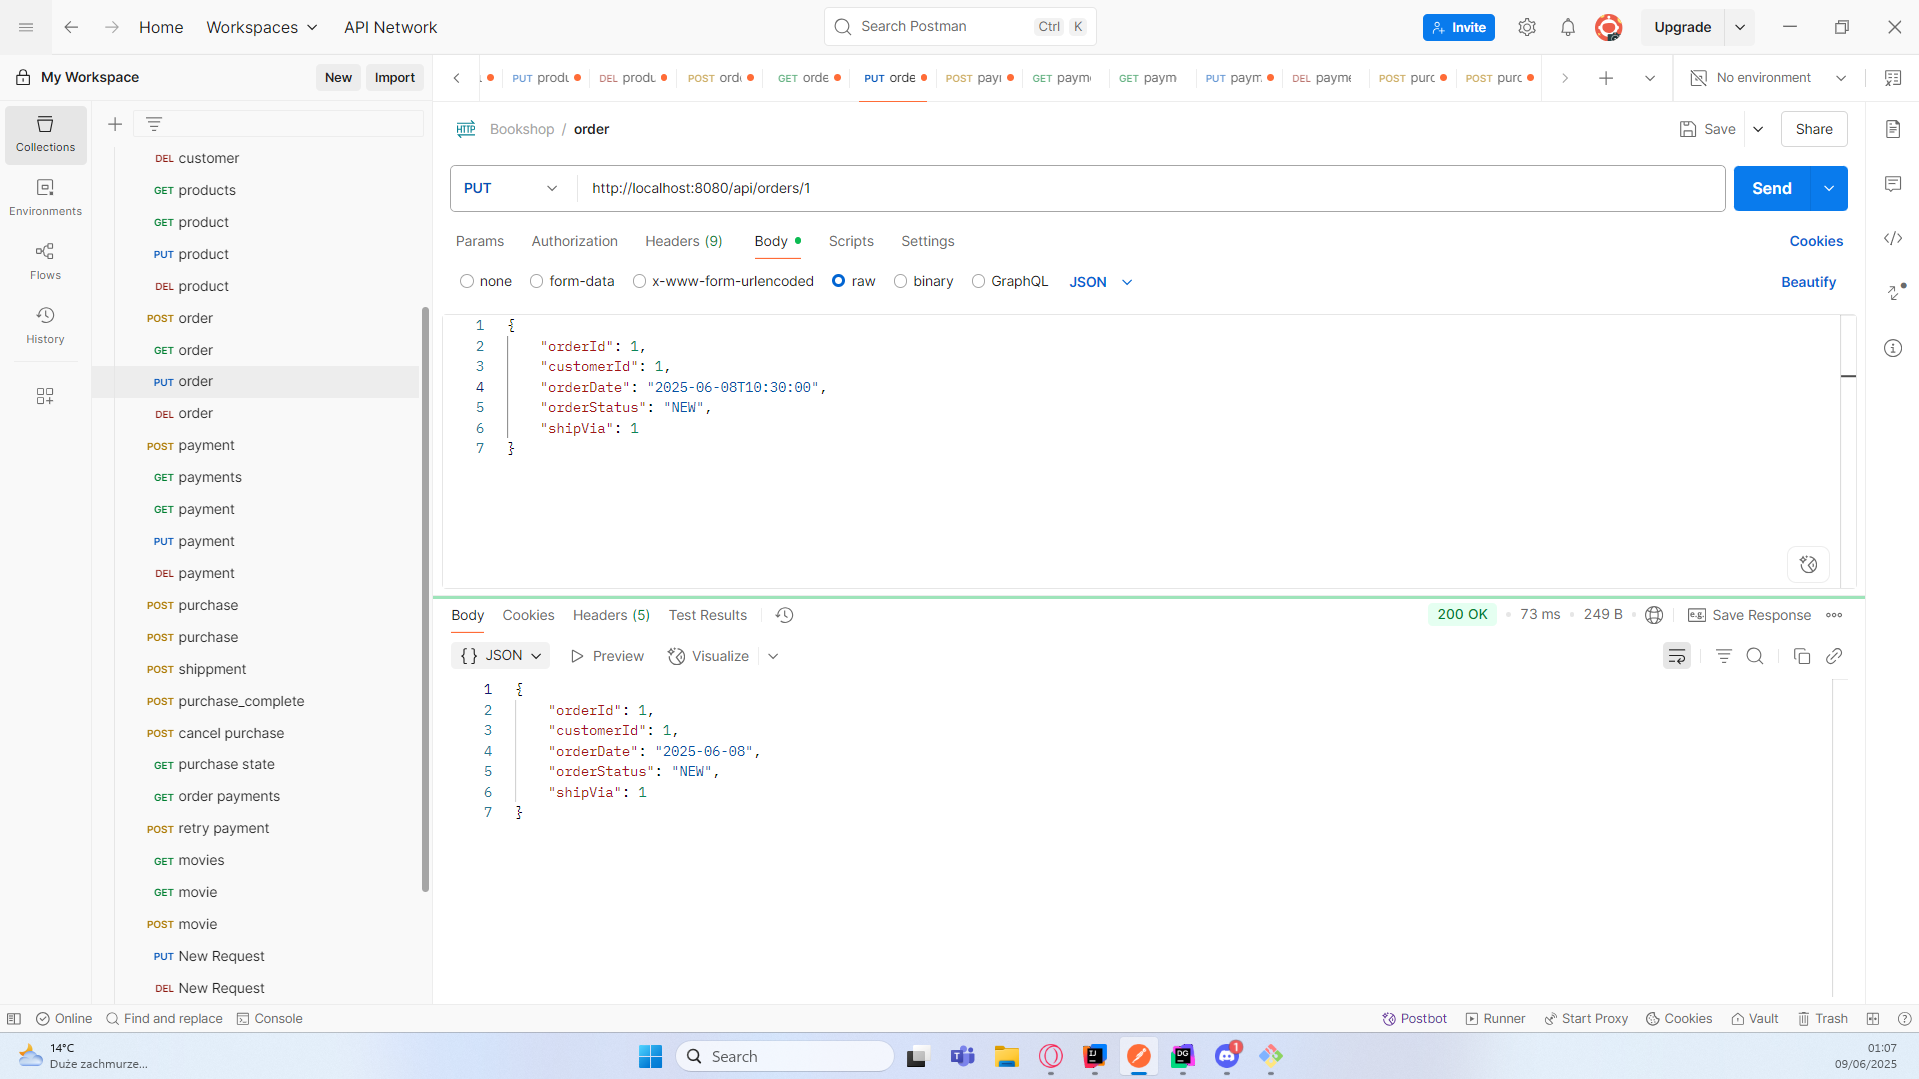 Home
Workspaces
API Network
Search Postman
Ctrl K
Invite
Upgrade
My Workspace
New
Import
PUT produ
DEL produ
POST orde
GET orde
PUT orde
POST payı
GET paym
GET paym
PUT paym
DEL payme
POST purc
POST purc
No environment
Collections
Environments
Flows
History
DEL customer
GET products
GET product
PUT product
DEL product
POST order
GET order
PUT order
DEL order
POST payment
GET payments
GET payment
PUT payment
DEL payment
POST purchase
POST purchase
POST shippment
POST purchase_complete
POST cancel purchase
GET purchase state
GET order payments
POST retry payment
GET movies
GET movie
POST movie
PUT New Request
DEL New Request
HTTP Bookshop / order
Save
Share
PUT http://localhost:8080/api/orders/1
Send
Params Authorization Headers (9) Body Scripts Settings
Cookies
none form-data x-www-form-urlencoded raw binary GraphQL JSON
Beautify
1 {
2 "orderId": 1,
3 "customerId": 1,
4 "orderDate": "2025-06-08T10:30:00",
5 "orderStatus": "NEW",
6 "shipVia": 1
7 }
Body Cookies Headers (5) Test Results
200 OK 73 ms 249 B
e.g. Save Response
{} JSON Preview Visualize
1 {
2 "orderId": 1,
3 "customerId": 1,
4 "orderDate": "2025-06-08",
5 "orderStatus": "NEW",
6 "shipVia": 1
7 }
Online Find and replace Console
Postbot Runner Start Proxy Cookies Vault Trash
14°C
Duże zachmurze...
Search
IJ
DG
1
01:07
09/06/2025